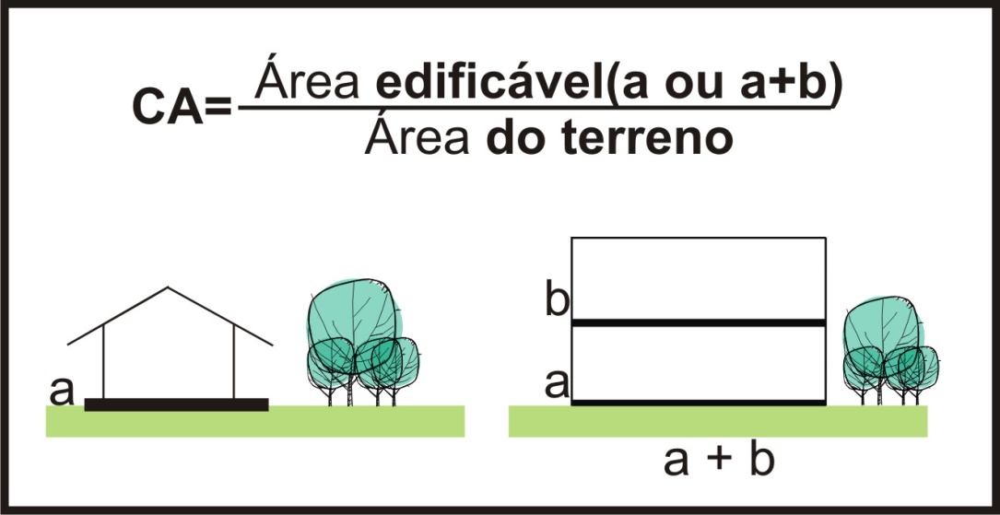 CA=
Área edificável(a ou a+b)
Área do terreno
a
b
a
a + b